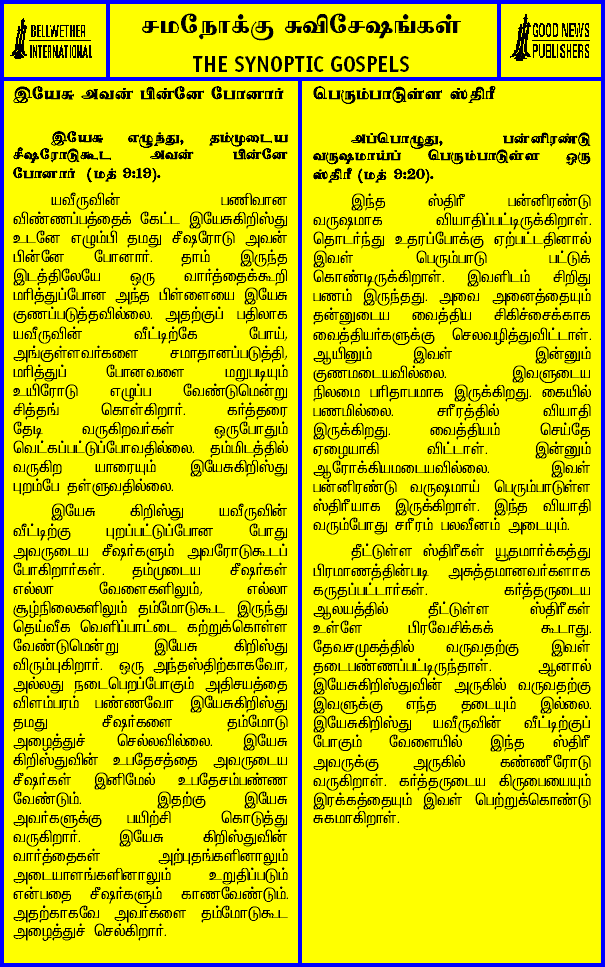 BELLWETHER
INTERNATIONAL
சமநோக்கு சுவிசேஷங்கள்
THE SYNOPTIC GOSPELS
GOOD NEWS
PUBLISHERS
இயேசு அவன் பின்னே போனார்
இயேசு எழுந்து, தம்முடைய
சீஷரோடுகூட அவன் பின்னே
போனார் (மத் 9:19).
யவீருவின் பணிவான
விண்ணப்பத்தைக் கேட்ட இயேசுகிறிஸ்து
உடனே எழும்பி தமது சீஷரோடு அவன்
பின்னே போனார். தாம் இருந்த
இடத்திலேயே ஒரு வார்த்தைக்கூறி
மரித்துப்போன அந்த பிள்ளையை இயேசு
குணப்படுத்தவில்லை. அதற்குப் பதிலாக
யவீருவின் வீட்டிற்கே போய்,
அங்குள்ளவர்களை சமாதானப்படுத்தி,
மரித்துப் போனவளை மறுபடியும்
உயிரோடு எழுப்ப வேண்டுமென்று
சித்தங் கொள்கிறார். கர்த்தரை
தேடி வருகிறவர்கள் ஒருபோதும்
வெட்கப்பட்டுப்போவதில்லை. தம்மிடத்தில்
வருகிற யாரையும் இயேசுகிறிஸ்து
புறம்பே தள்ளுவதில்லை.
இயேசு கிறிஸ்து யவீருவின்
வீட்டிற்கு புறப்பட்டுப்போன போது
அவருடைய சீஷர்களும் அவரோடுகூடப்
போகிறார்கள். தம்முடைய சீஷர்கள்
எல்லா வேளைகளிலும், எல்லா
சூழ்நிலைகளிலும் தம்மோடுகூட இருந்து
தெய்வீக வெளிப்பாட்டை கற்றுக்கொள்ள
வேண்டுமென்று இயேசு கிறிஸ்து
விரும்புகிறார். ஒரு அந்தஸ்திற்காகவோ,
அல்லது நடைபெறப்போகும் அதிசயத்தை
விளம்பரம் பண்ணவோ இயேசுகிறிஸ்து
தமது சீஷர்களை தம்மோடு
அழைத்துச் செல்லவில்லை. இயேசு
கிறிஸ்துவின் உபதேசத்தை அவருடைய
சீஷர்கள் இனிமேல் உபதேசம்பண்ண
வேண்டும். இதற்கு இயேசு
அவர்களுக்கு பயிற்சி கொடுத்து
வருகிறார். இயேசு கிறிஸ்துவின்
வார்த்தைகள் அற்புதங்களினாலும்
அடையாளங்களினாலும் உறுதிப்படும்
என்பதை சீஷர்களும் காணவேண்டும்.
அதற்காகவே அவர்களை தம்மோடுகூட
அழைத்துச் செல்கிறார்.
பெரும்பாடுள்ள ஸ்திரீ
அப்பொழுது, பன்னிரண்டு
வருஷமாய்ப் பெரும்பாடுள்ள ஒரு
ஸ்திரீ (மத் 9:20).
இந்த ஸ்திரீ பன்னிரண்டு
வருஷமாக வியாதிப்பட்டிருக்கிறாள்.
தொடர்ந்து உதரப்போக்கு ஏற்பட்டதினால்
இவள் பெரும்பாடு பட்டுக்
கொண்டிருக்கிறாள். இவளிடம் சிறிது
பணம் இருந்தது. அவை அனைத்தையும்
தன்னுடைய வைத்திய சிகிச்சைக்காக
வைத்தியர்களுக்கு செலவழித்துவிட்டாள்.
ஆயினும் இவள் இன்னும்
குணமடையவில்லை. இவளுடைய
நிலமை பரிதாபமாக இருக்கிறது. கையில்
பணமில்லை. சரீரத்தில் வியாதி
இருக்கிறது. வைத்தியம் செய்தே
ஏழையாகி விட்டாள். இன்னும்
ஆரோக்கியமடையவில்லை. இவள்
பன்னிரண்டு வருஷமாய் பெரும்பாடுள்ள
ஸ்திரீயாக இருக்கிறாள். இந்த வியாதி
வரும்போது சரீரம் பலவீனம் அடையும்.
தீட்டுள்ள ஸ்திரீகள் யூதமார்க்கத்து
பிரமாணத்தின்படி அசுத்தமானவர்களாக
கருதப்பட்டார்கள். கர்த்தருடைய
ஆலயத்தில் தீட்டுள்ள ஸ்திரீகள்
உள்ளே பிரவேசிக்கக் கூடாது.
தேவசமுகத்தில் வருவதற்கு இவள்
தடைபண்ணப்பட்டிருந்தாள். ஆனால்
இயேசுகிறிஸ்துவின் அருகில் வருவதற்கு
இவளுக்கு எந்த தடையும் இல்லை.
இயேசுகிறிஸ்து யவீருவின் வீட்டிற்குப்
போகும் வேளையில் இந்த ஸ்திரீ
அவருக்கு அருகில் கண்ணீரோடு
வருகிறாள். கர்த்தருடைய கிருபையையும்
இரக்கத்தையும் இவள் பெற்றுக்கொண்டு
சுகமாகிறாள்.